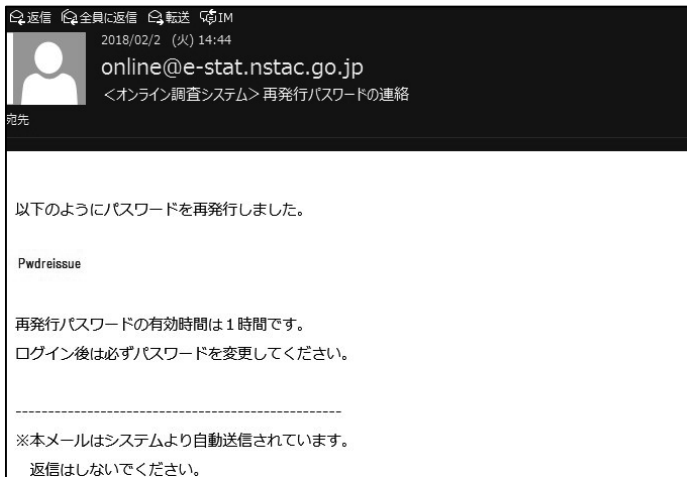 返信 全員に返信 転送 IM
2018/02/2 (火) 14:44
online@e-stat.nstac.go.jp
<オンライン調査システム>再発行パスワードの連絡
宛先
以下のようにパスワードを再発行しました。
Pwdreissue
再発行パスワードの有効時間は１時間です。
ログイン後は必ずパスワードを変更してください。
--------------------------------------------------
※本メールはシステムより自動送信されています。
返信はしないでください。